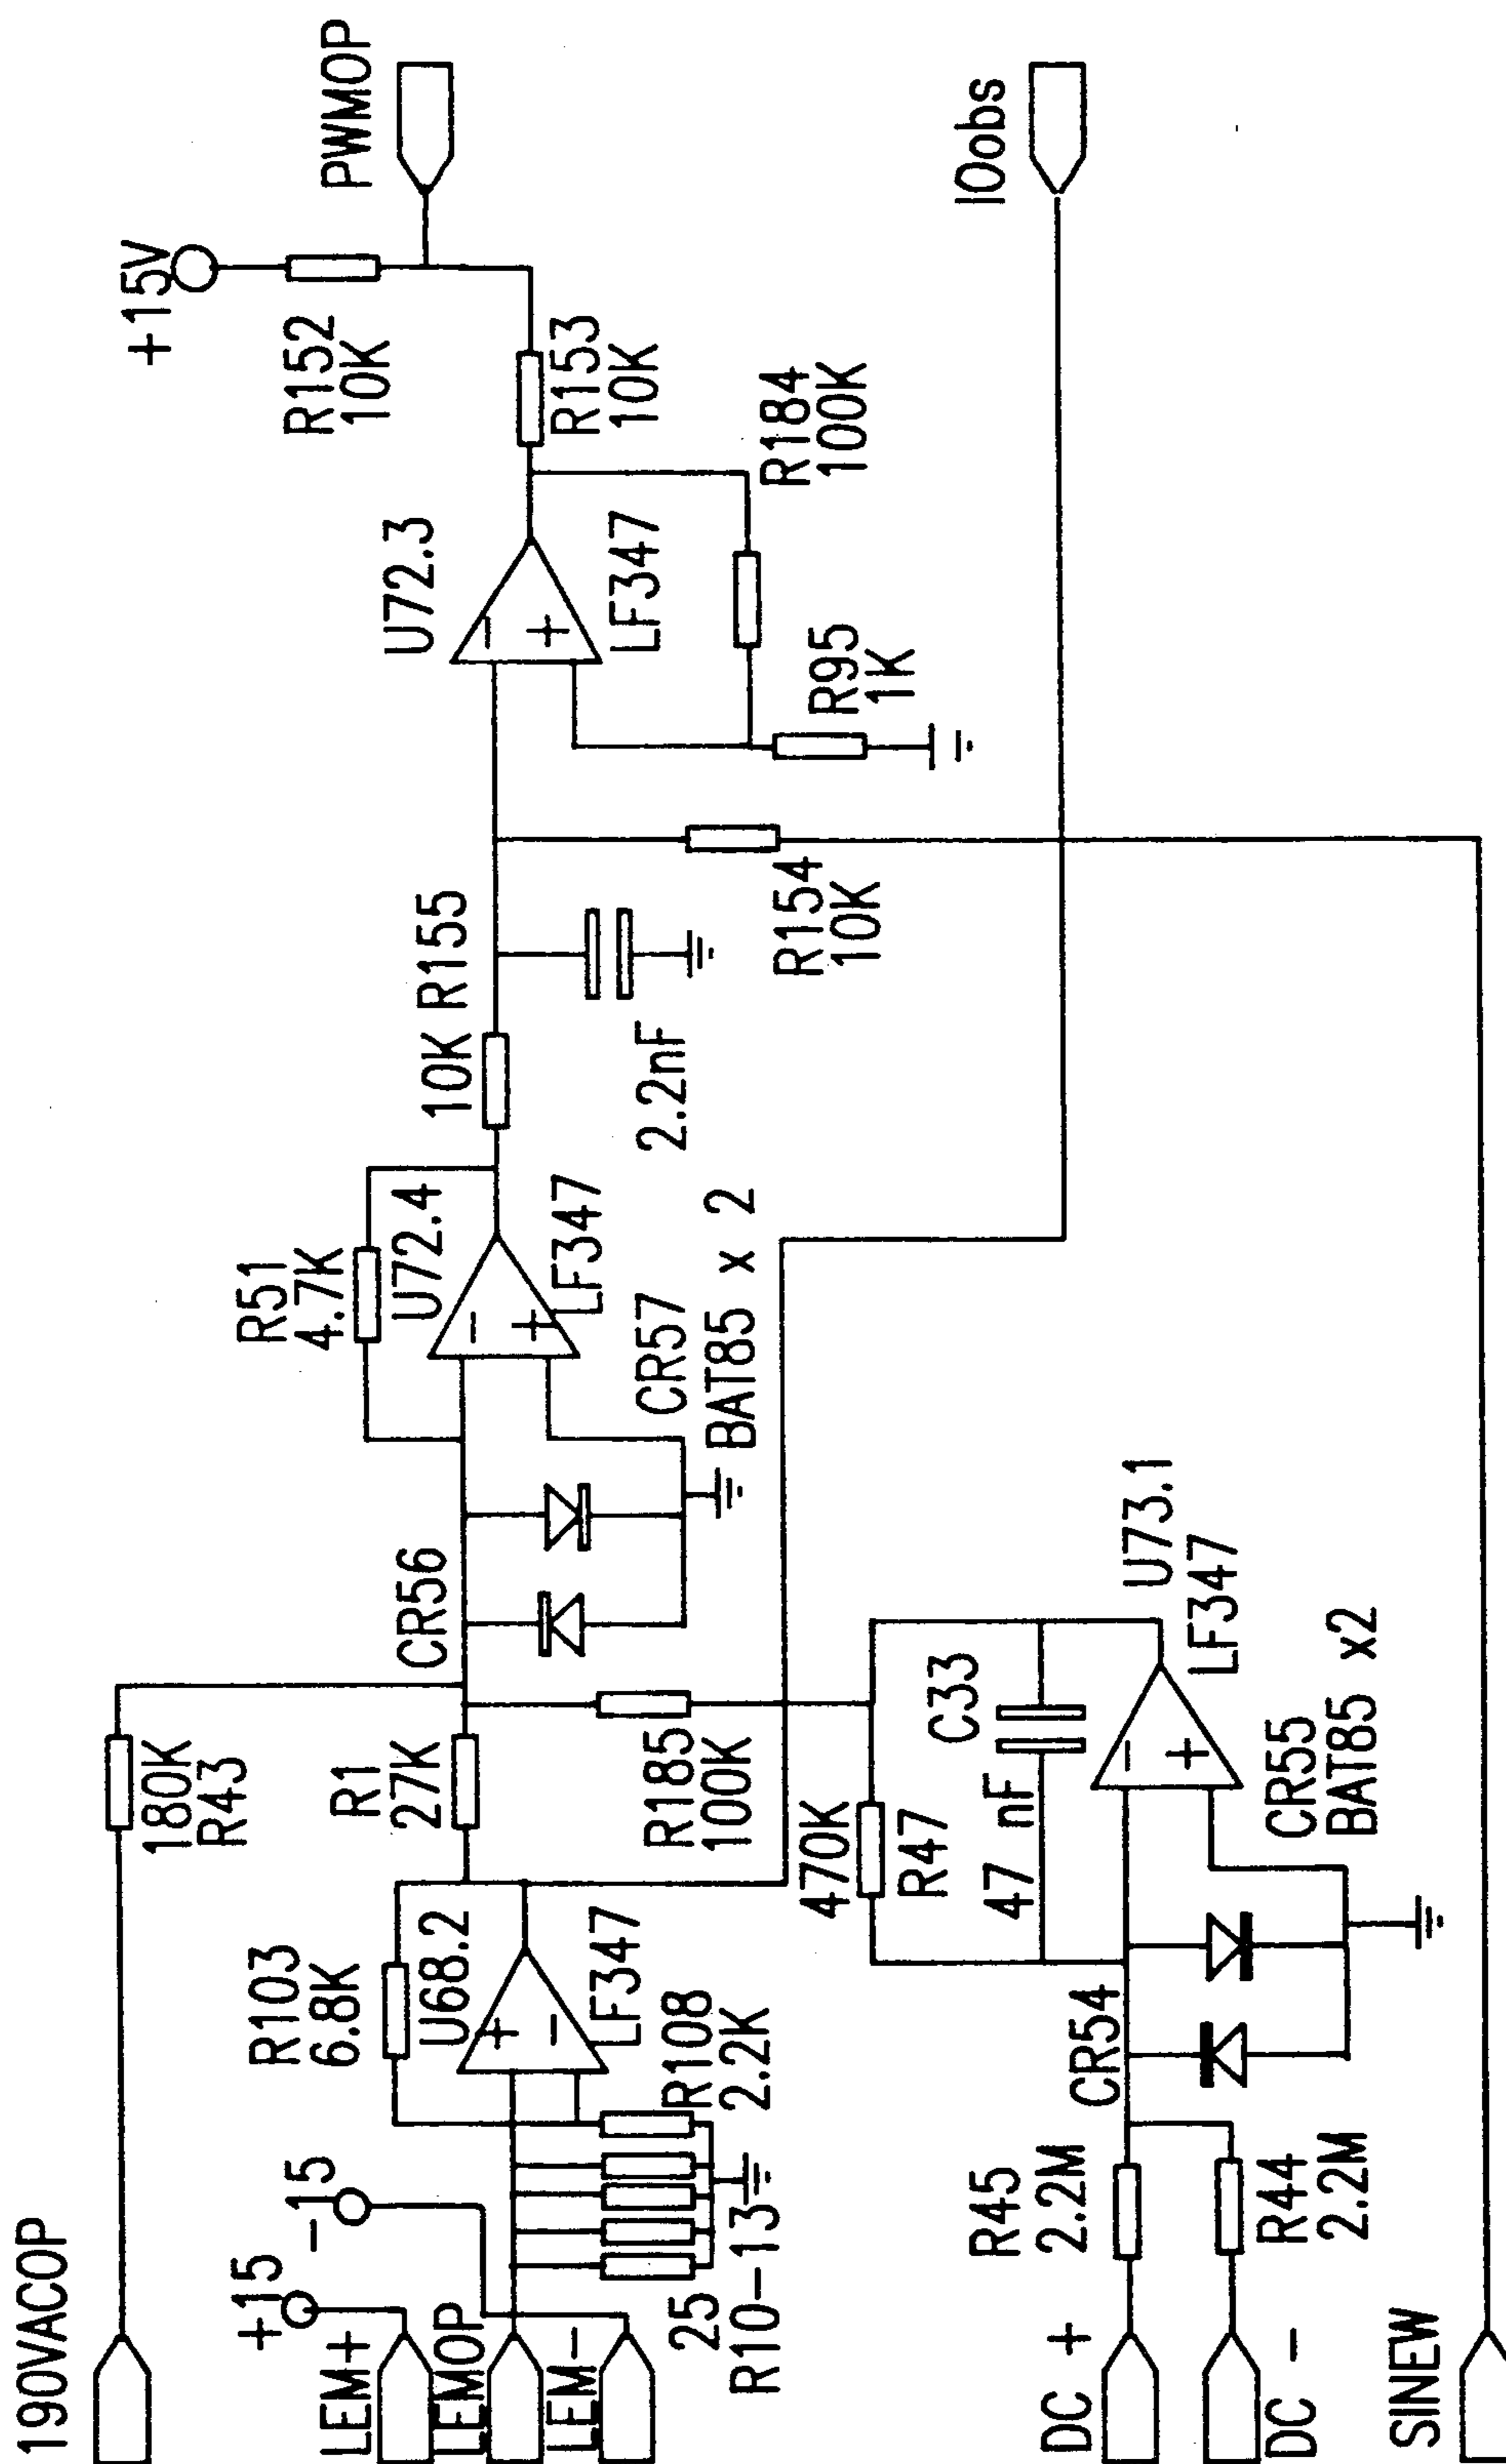 190VACOP
+15
-15
LEM+
LEMOP
LEM-
25
R10-13
R103
6.8K
U68.2
+
-
LF347
R108
2.2K
180K
R43
R1
27K
R185
100K
CR56
R51
4.7K
U72.4
-
+
LF347
CR57
BAT85 x 2
10K R155
2.2nF
R154
10K
U72.3
-
+
LF347
R95
1K
R184
100K
R153
10K
R152
10K
+15V
PWMOP
IOobs
DC +
DC -
R45
2.2M
R44
2.2M
CR54
470K
R47
C33
47 nF
-
+
U73.1
LF347
CR55
BAT85 x2
SINEW